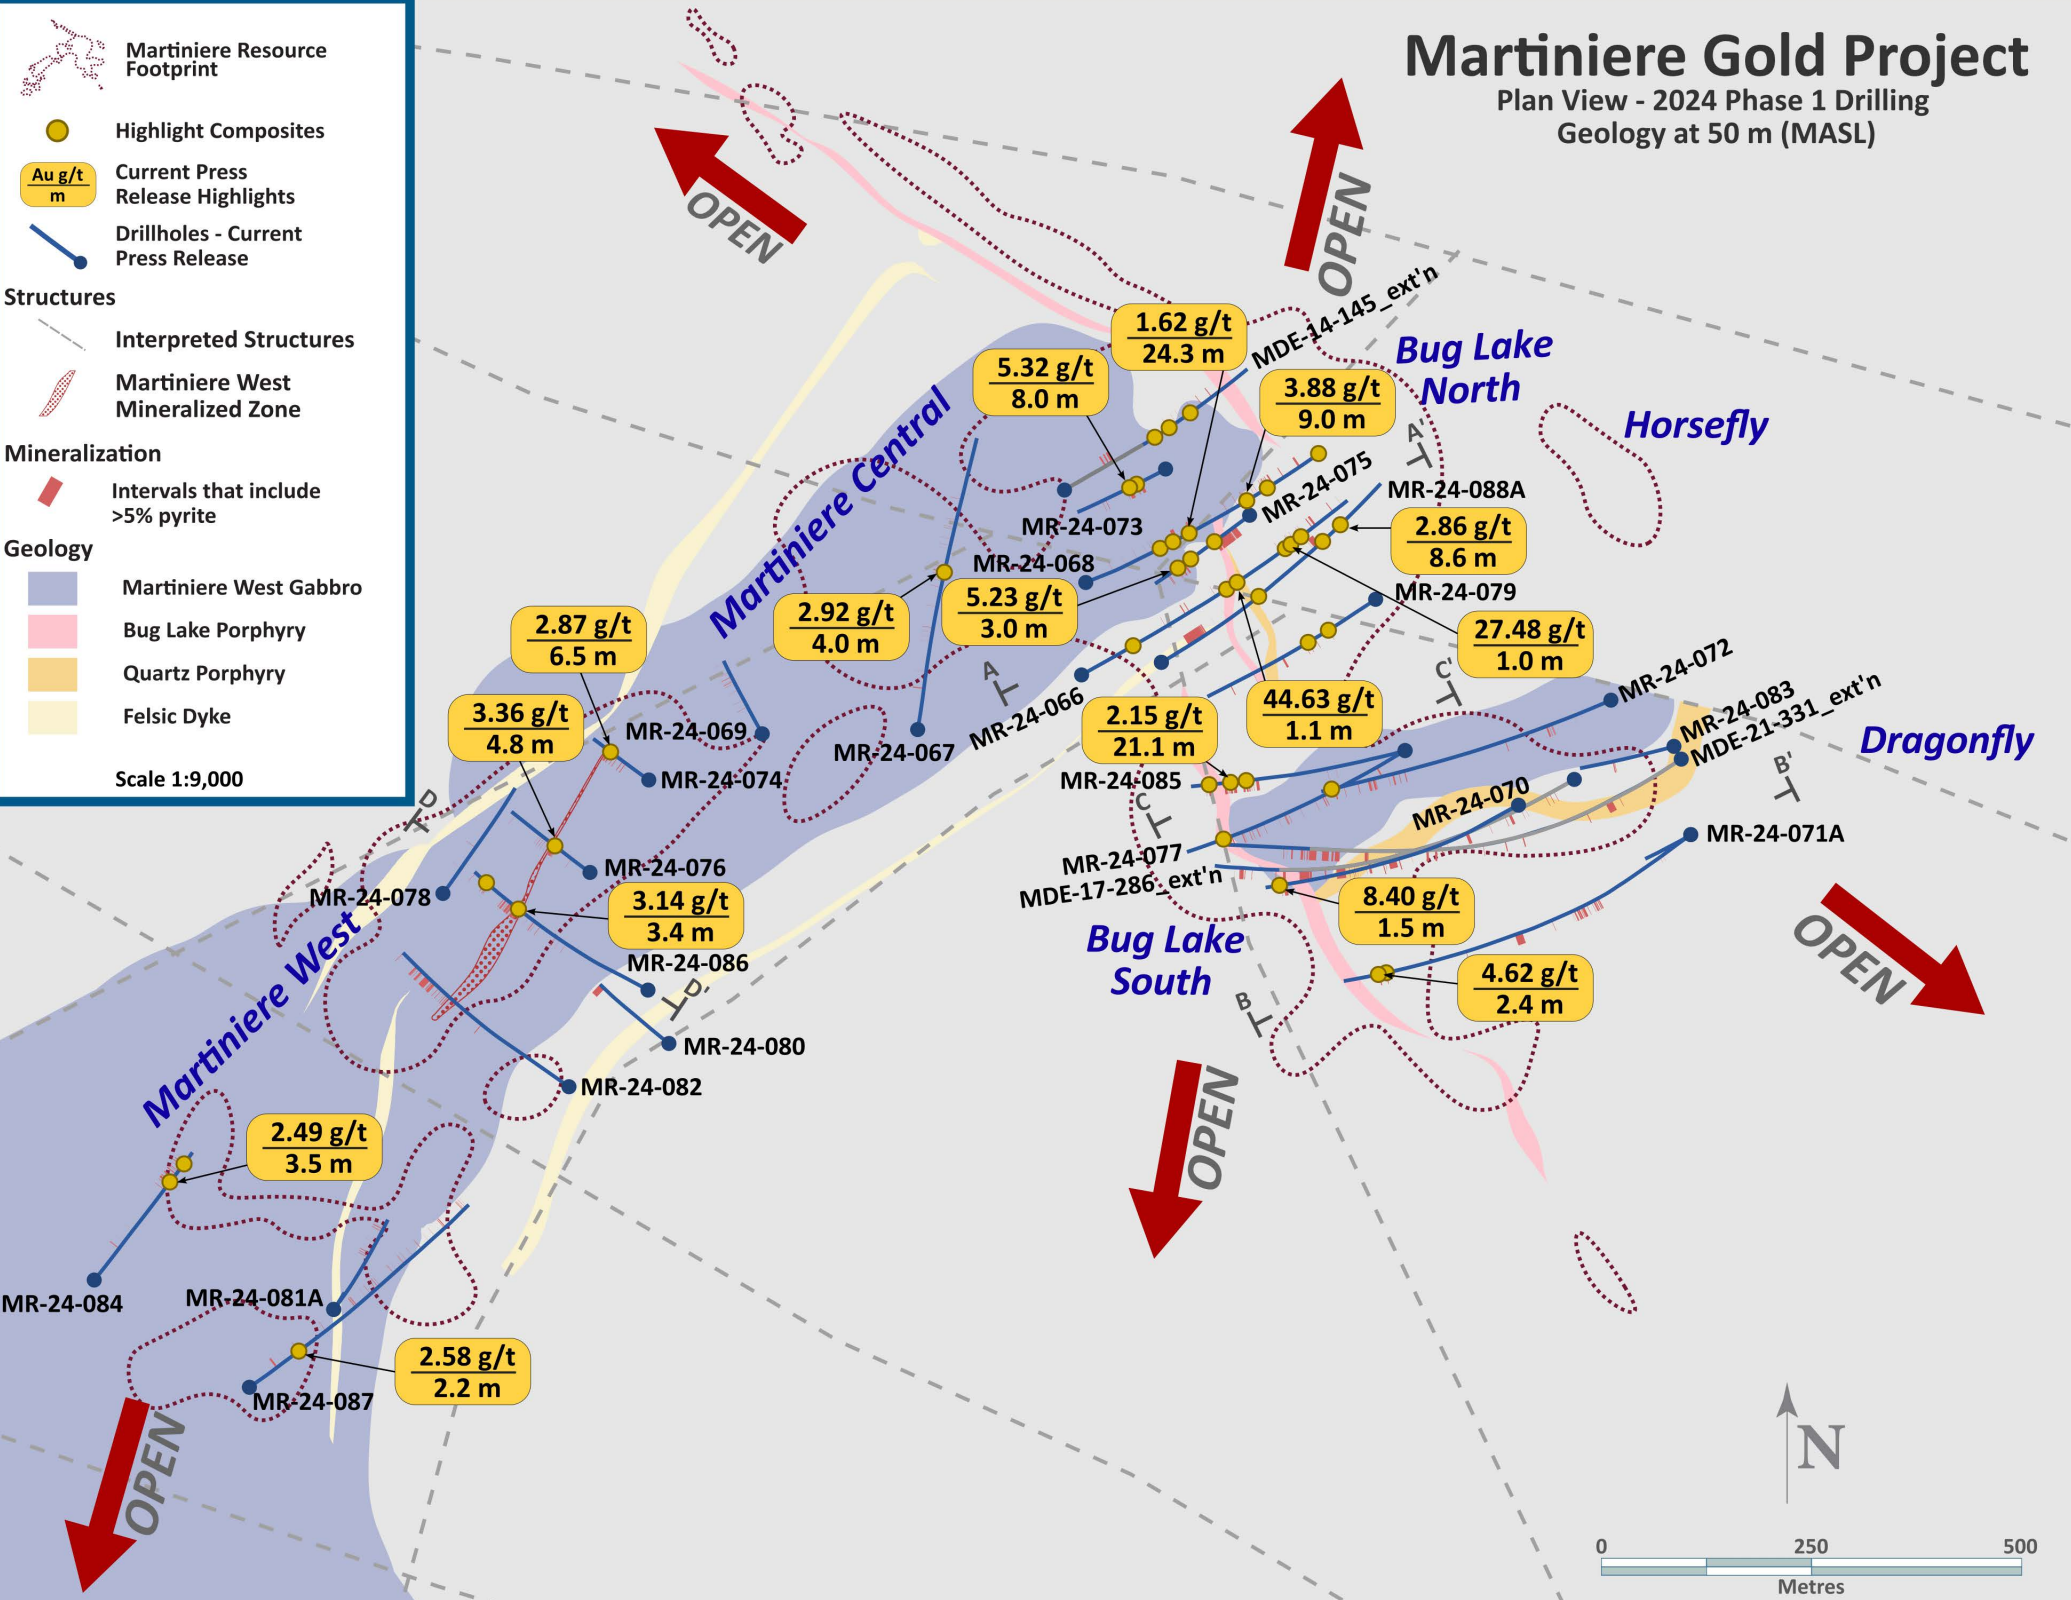 Martiniere Gold Project
Plan View - 2024 Phase 1 Drilling
Geology at 50 m (MASL)
Martiniere Resource
Footprint
Highlight Composites
Au g/t
m
Current Press
Release Highlights
Drillholes - Current
Press Release
Structures
Interpreted Structures
Martiniere West
Mineralized Zone
Mineralization
Intervals that include
>5% pyrite
Geology
Martiniere West Gabbro
Bug Lake Porphyry
Quartz Porphyry
Felsic Dyke
Scale 1:9,000
OPEN
OPEN
MDE-14-145_ext'n
1.62 g/t
24.3 m
5.32 g/t
8.0 m
3.88 g/t
9.0 m
Bug Lake
North
Horsefly
A'
Martiniere Central
MR-24-073
MR-24-075
MR-24-088A
2.86 g/t
8.6 m
MR-24-068
5.23 g/t
3.0 m
2.92 g/t
4.0 m
MR-24-079
27.48 g/t
1.0 m
2.87 g/t
6.5 m
A
C'
MR-24-072
MR-24-083
MDE-21-331_ext'n
Dragonfly
B'
3.36 g/t
4.8 m
MR-24-069
MR-24-067
MR-24-066
2.15 g/t
21.1 m
44.63 g/t
1.1 m
MR-24-074
MR-24-085
C
MR-24-070
MR-24-071A
D
MR-24-076
MR-24-077
MDE-17-286_ext'n
MR-24-078
3.14 g/t
3.4 m
8.40 g/t
1.5 m
Martiniere West
MR-24-086
D'
Bug Lake
South
B
4.62 g/t
2.4 m
OPEN
MR-24-080
MR-24-082
OPEN
2.49 g/t
3.5 m
MR-24-084
MR-24-081A
2.58 g/t
2.2 m
MR-24-087
OPEN
N
0 250 500
Metres